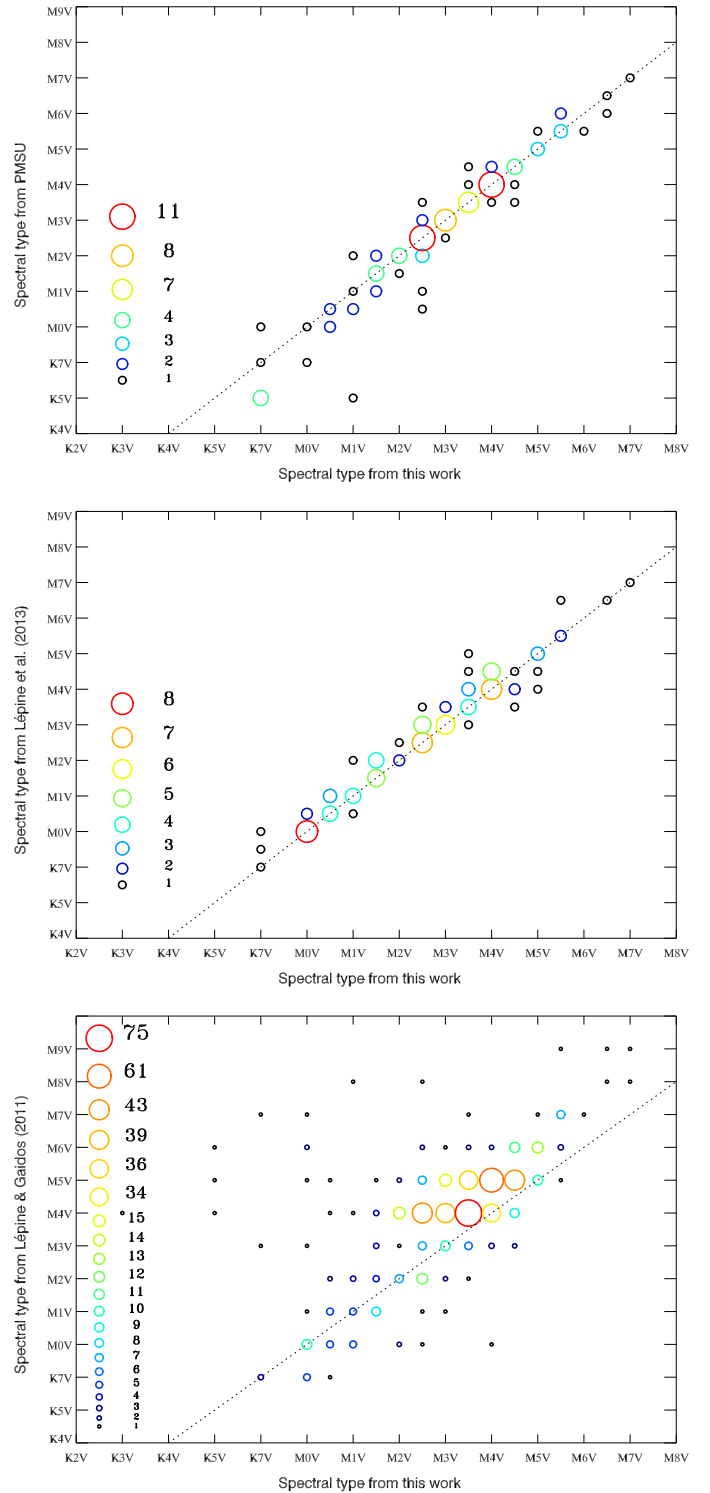 M9V
M8V
M7V
M6V
M5V
M4V
M3V
M2V
M1V
M0V
K7V
K5V
K4V
Spectral type from PMSU
11
8
7
4
3
2
1
K2V K3V K4V K5V K7V M0V M1V M2V M3V M4V M5V M6V M7V M8V
Spectral type from this work
M9V
M8V
M7V
M6V
M5V
M4V
M3V
M2V
M1V
M0V
K7V
K5V
K4V
Spectral type from Lépine et al. (2013)
8
7
6
5
4
3
2
1
K2V K3V K4V K5V K7V M0V M1V M2V M3V M4V M5V M6V M7V M8V
Spectral type from this work
M9V
M8V
M7V
M6V
M5V
M4V
M3V
M2V
M1V
M0V
K7V
K5V
K4V
Spectral type from Lépine & Gaidos (2011)
75
61
43
39
36
34
15
14
13
12
11
10
9
8
7
6
5
4
3
2
1
K2V K3V K4V K5V K7V M0V M1V M2V M3V M4V M5V M6V M7V M8V
Spectral type from this work